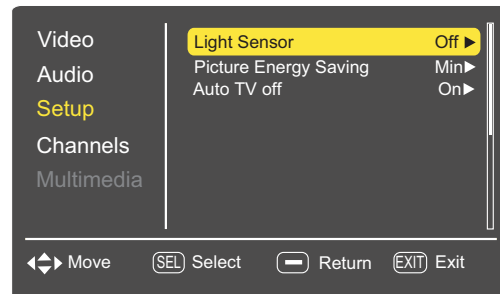 Video
Audio
Setup
Channels
Multimedia
Light Sensor Off
Picture Energy Saving Min
Auto TV off On
Move SEL Select Return EXIT Exit